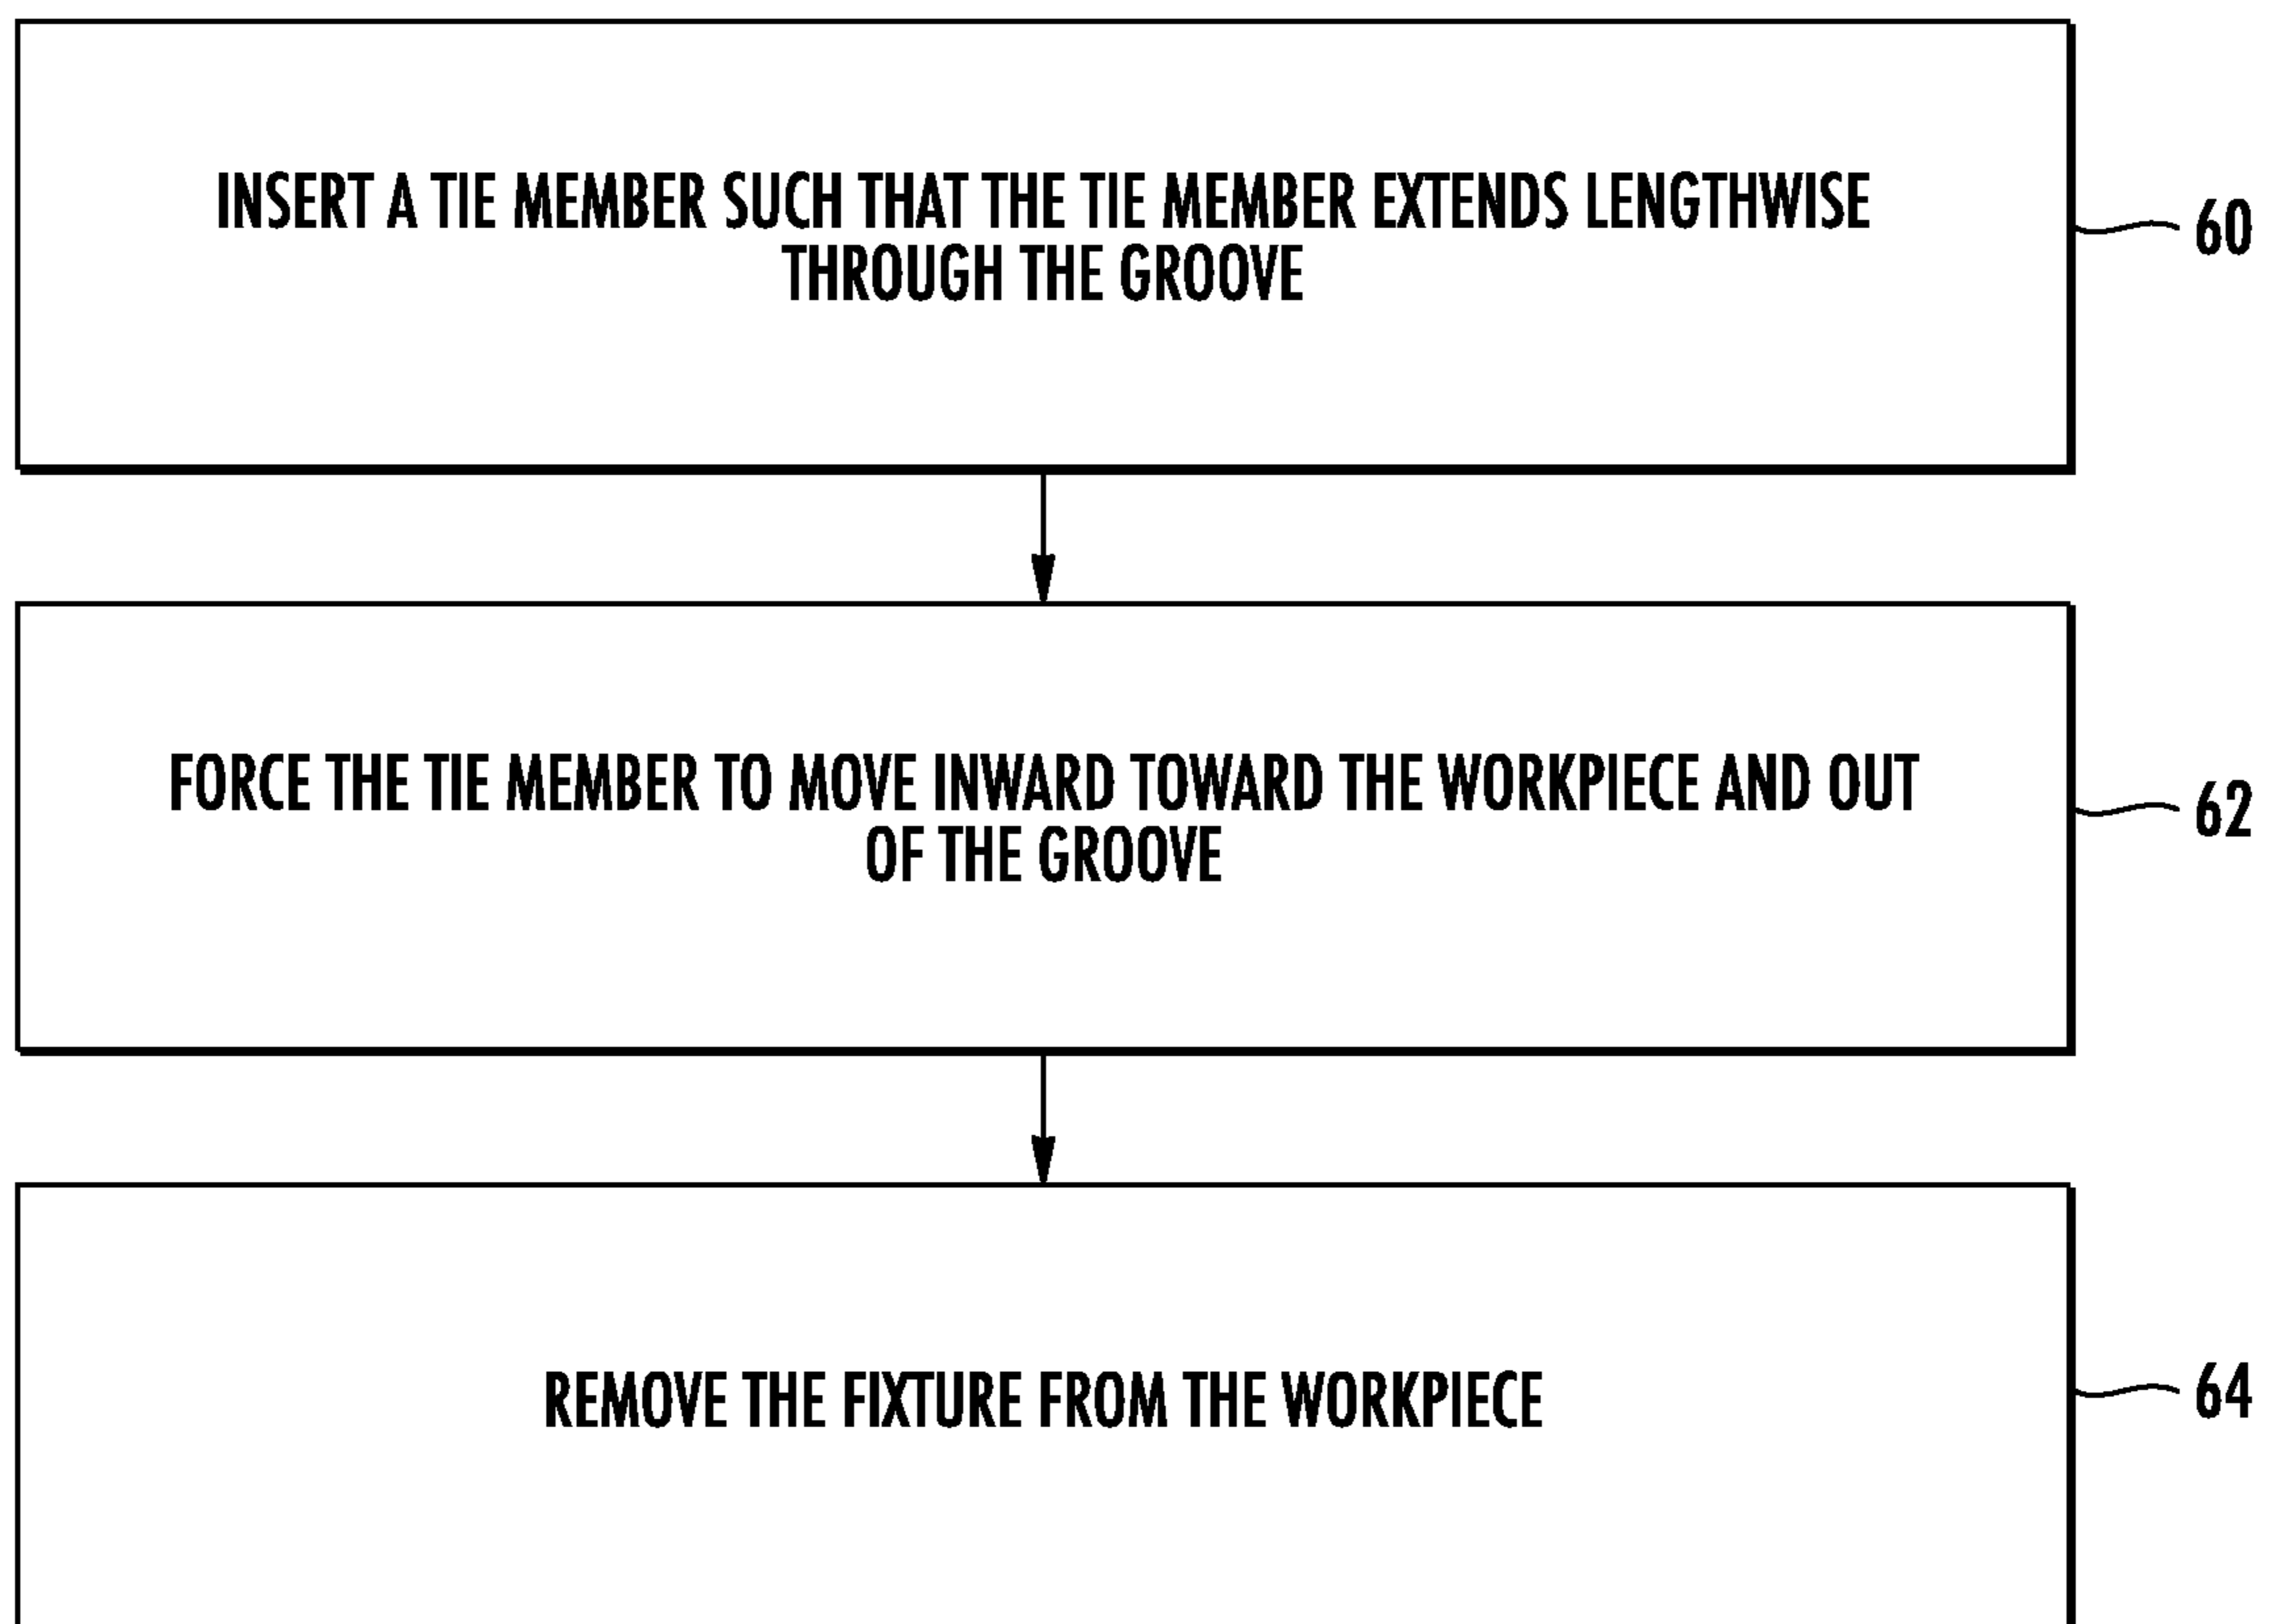 INSERT A TIE MEMBER SUCH THAT THE TIE MEMBER EXTENDS LENGTHWISE
THROUGH THE GROOVE
60
FORCE THE TIE MEMBER TO MOVE INWARD TOWARD THE WORKPIECE AND OUT
OF THE GROOVE
62
REMOVE THE FIXTURE FROM THE WORKPIECE
64